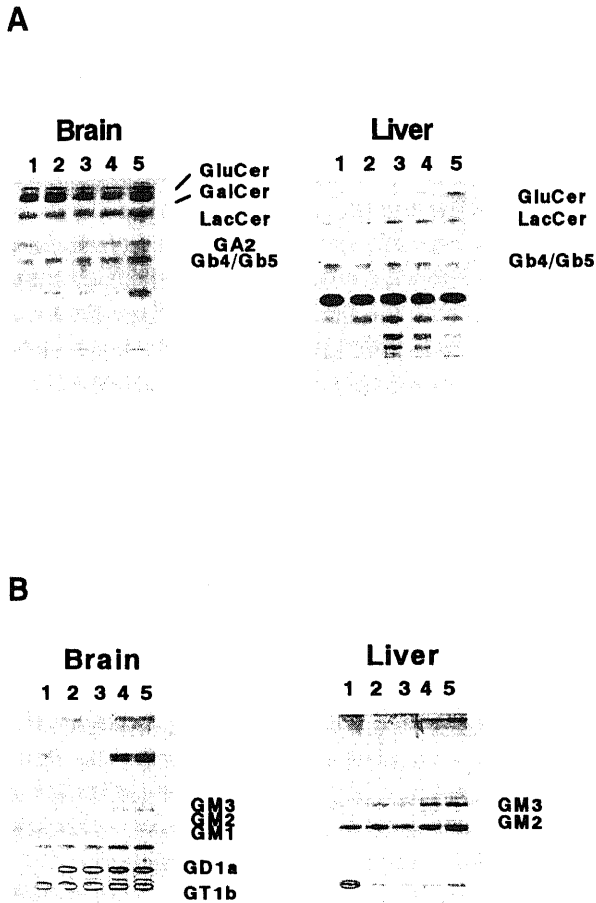 A
Brain
1 2 3 4 5
GluCer
GalCer
LacCer
GA2
Gb4/Gb5
Liver
1 2 3 4 5
GluCer
LacCer
Gb4/Gb5
B
Brain
1 2 3 4 5
GM3
GM2
GM1
GD1a
GT1b
Liver
1 2 3 4 5
GM3
GM2